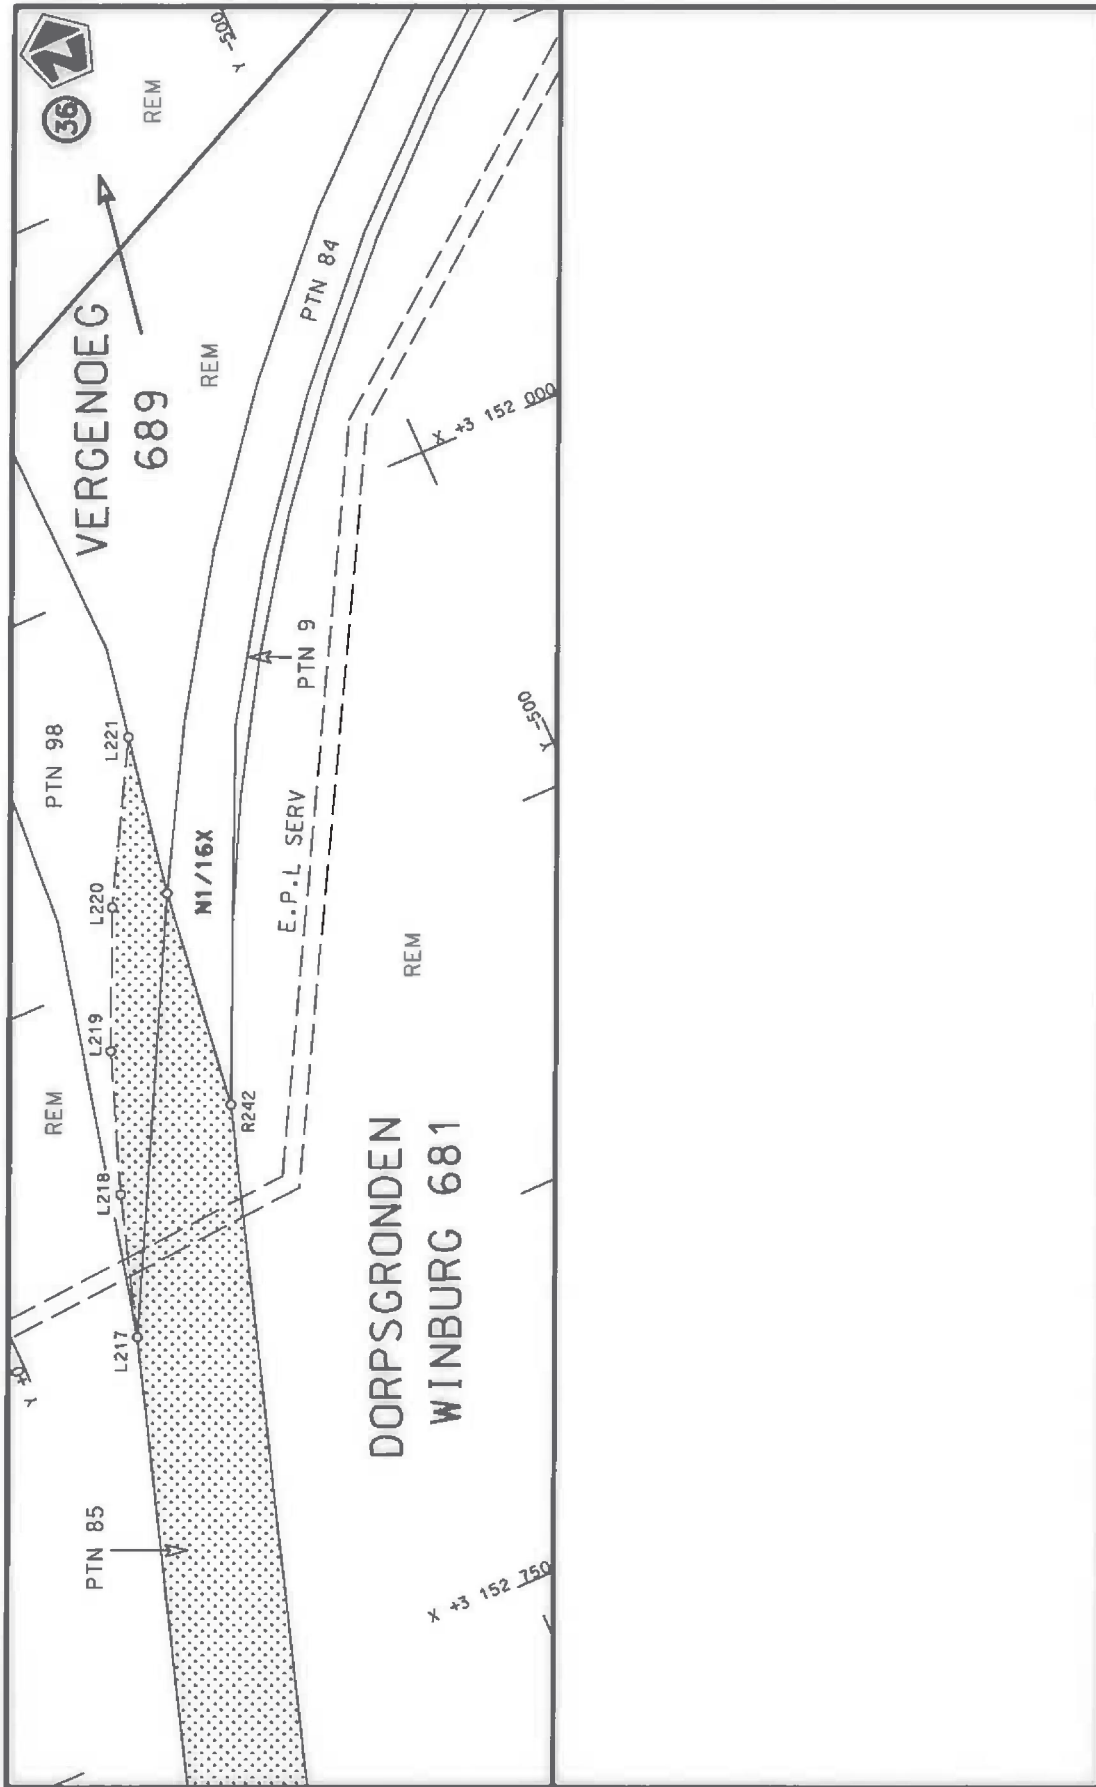 36
REM
Y -500
VERGENOEG
689
REM
PTN 84
X +3 152 000
PTN 9
PTN 98
L221
L220
N1/16X
E.P.L SERV
Y -500
REM
L219
REM
R242
L218
L217
DORPSGRONDEN
WINBURG 681
Y +0
PTN 85
X +3 152 750